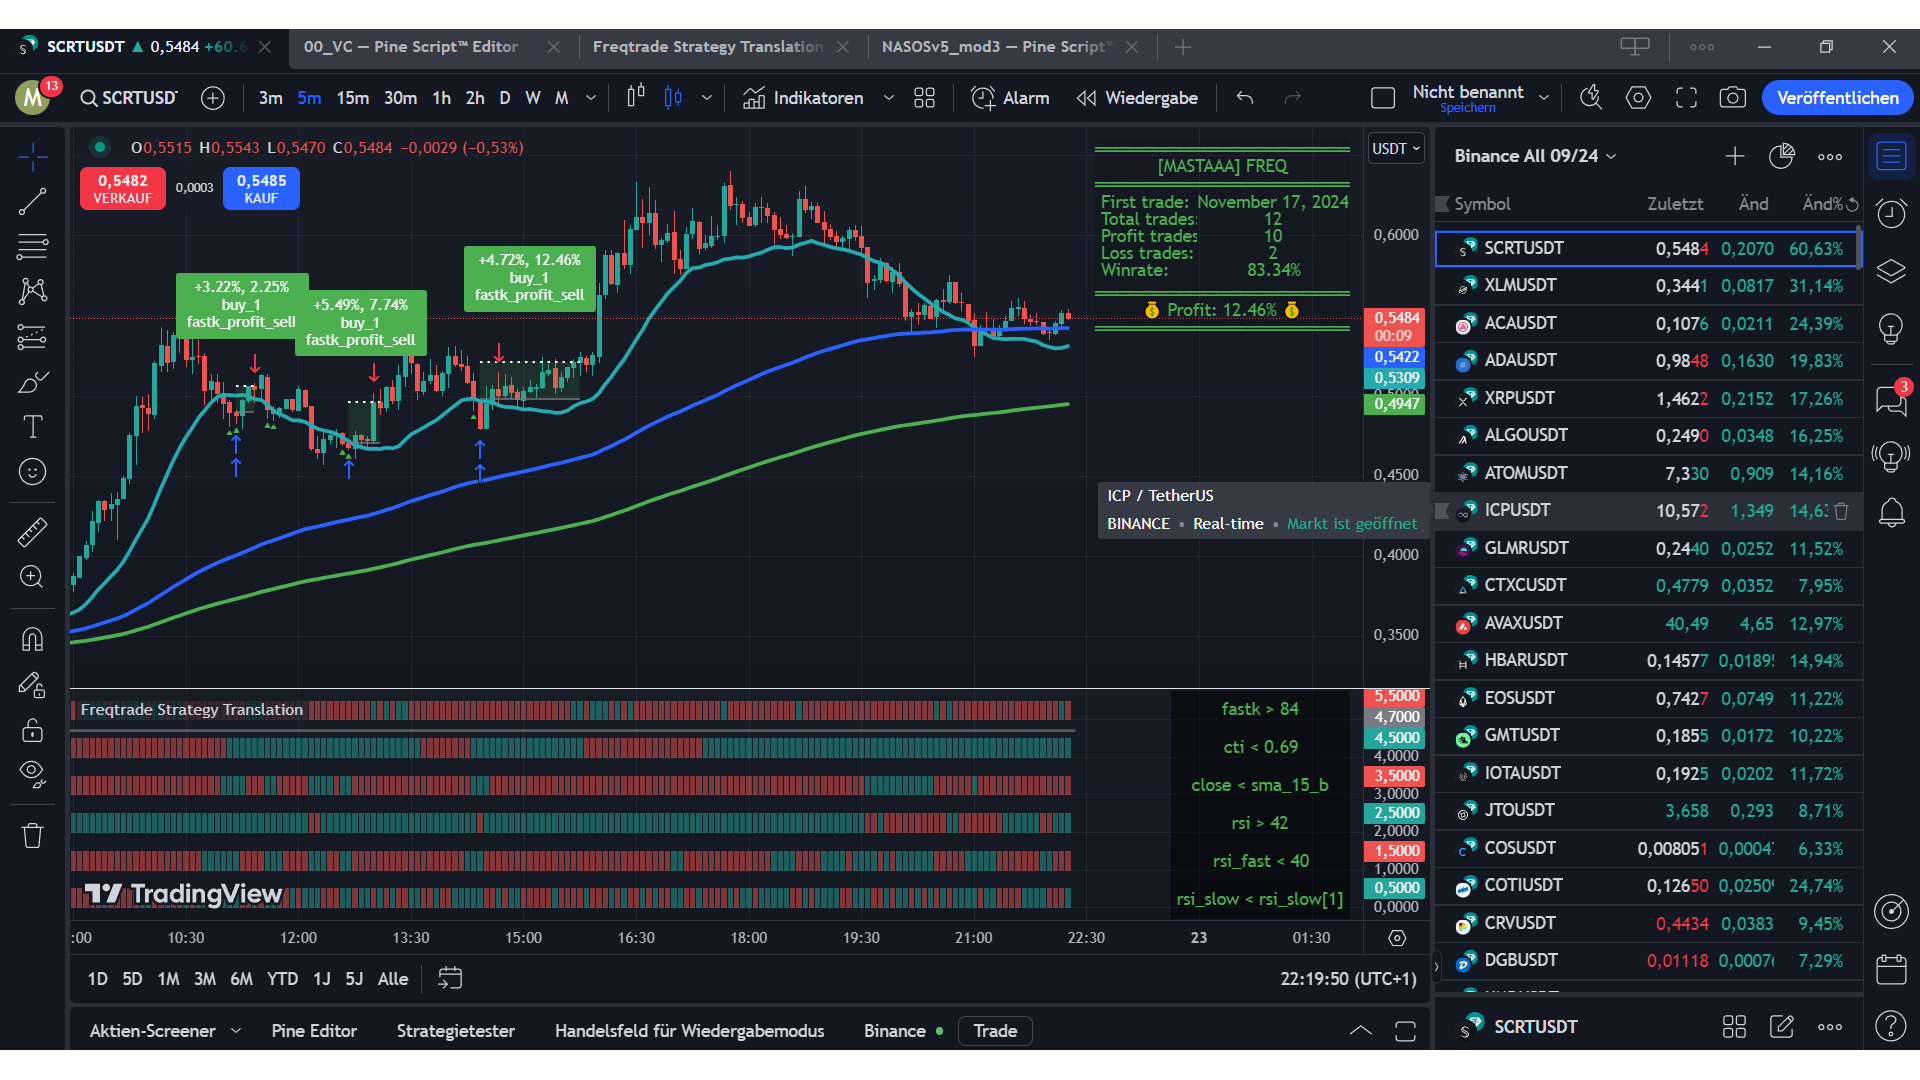 SCRTUSDT ▲ 0,5484 +60.6
00_VC — Pine Script™ Editor
Freqtrade Strategy Translation
NASOSv5_mod3 — Pine Script™
M
13
SCRTUSDT
3m
5m
15m
30m
1h
2h
D
W
M
Indikatoren
Alarm
Wiedergabe
Nicht benannt
Speichern
Veröffentlichen
O0,5515 H0,5543 L0,5470 C0,5484 −0,0029 (−0,53%)
0,5482
VERKAUF
0,0003
0,5485
KAUF
+3.22%, 2.25%
buy_1
fastk_profit_sell
+5.49%, 7.74%
buy_1
fastk_profit_sell
+4.72%, 12.46%
buy_1
fastk_profit_sell
[MASTAAA] FREQ
First trade: November 17, 2024
Total trades: 12
Profit trades 10
Loss trades: 2
Winrate: 83.34%
💰 Profit: 12.46% 💰
USDT
0,6000
0,5484
00:09
0,5422
0,5309
0,4947
0,4500
0,4000
0,3500
ICP / TetherUS
BINANCE • Real-time • Markt ist geöffnet
Freqtrade Strategy Translation
fastk > 84
cti < 0.69
close < sma_15_b
rsi > 42
rsi_fast < 40
rsi_slow < rsi_slow[1]
5,5000
4,7000
4,5000
4,0000
3,5000
3,0000
2,5000
2,0000
1,5000
1,0000
0,5000
0,0000
TradingView
:00
10:30
12:00
13:30
15:00
16:30
18:00
19:30
21:00
22:30
23
01:30
1D
5D
1M
3M
6M
YTD
1J
5J
Alle
22:19:50 (UTC+1)
Aktien-Screener
Pine Editor
Strategietester
Handelsfeld für Wiedergabemodus
Binance
Trade
Binance All 09/24
Symbol Zuletzt Änd Änd%
SCRTUSDT 0,5484 0,2070 60,63%
XLMUSDT 0,3441 0,0817 31,14%
ACAUSDT 0,1076 0,0211 24,39%
ADAUSDT 0,9848 0,1630 19,83%
XRPUSDT 1,4622 0,2152 17,26%
ALGOUSDT 0,2490 0,0348 16,25%
ATOMUSDT 7,330 0,909 14,16%
ICPUSDT 10,572 1,349 14,63
GLMRUSDT 0,2440 0,0252 11,52%
CTXCUSDT 0,4779 0,0352 7,95%
AVAXUSDT 40,49 4,65 12,97%
HBARUSDT 0,14577 0,01895 14,94%
EOSUSDT 0,7427 0,0749 11,22%
GMTUSDT 0,1855 0,0172 10,22%
IOTAUSDT 0,1925 0,0202 11,72%
JTOUSDT 3,658 0,293 8,71%
COSUSDT 0,008051 0,0004 6,33%
COTIUSDT 0,12650 0,02509 24,74%
CRVUSDT 0,4434 0,0383 9,45%
DGBUSDT 0,01118 0,00076 7,29%
SCRTUSDT
3